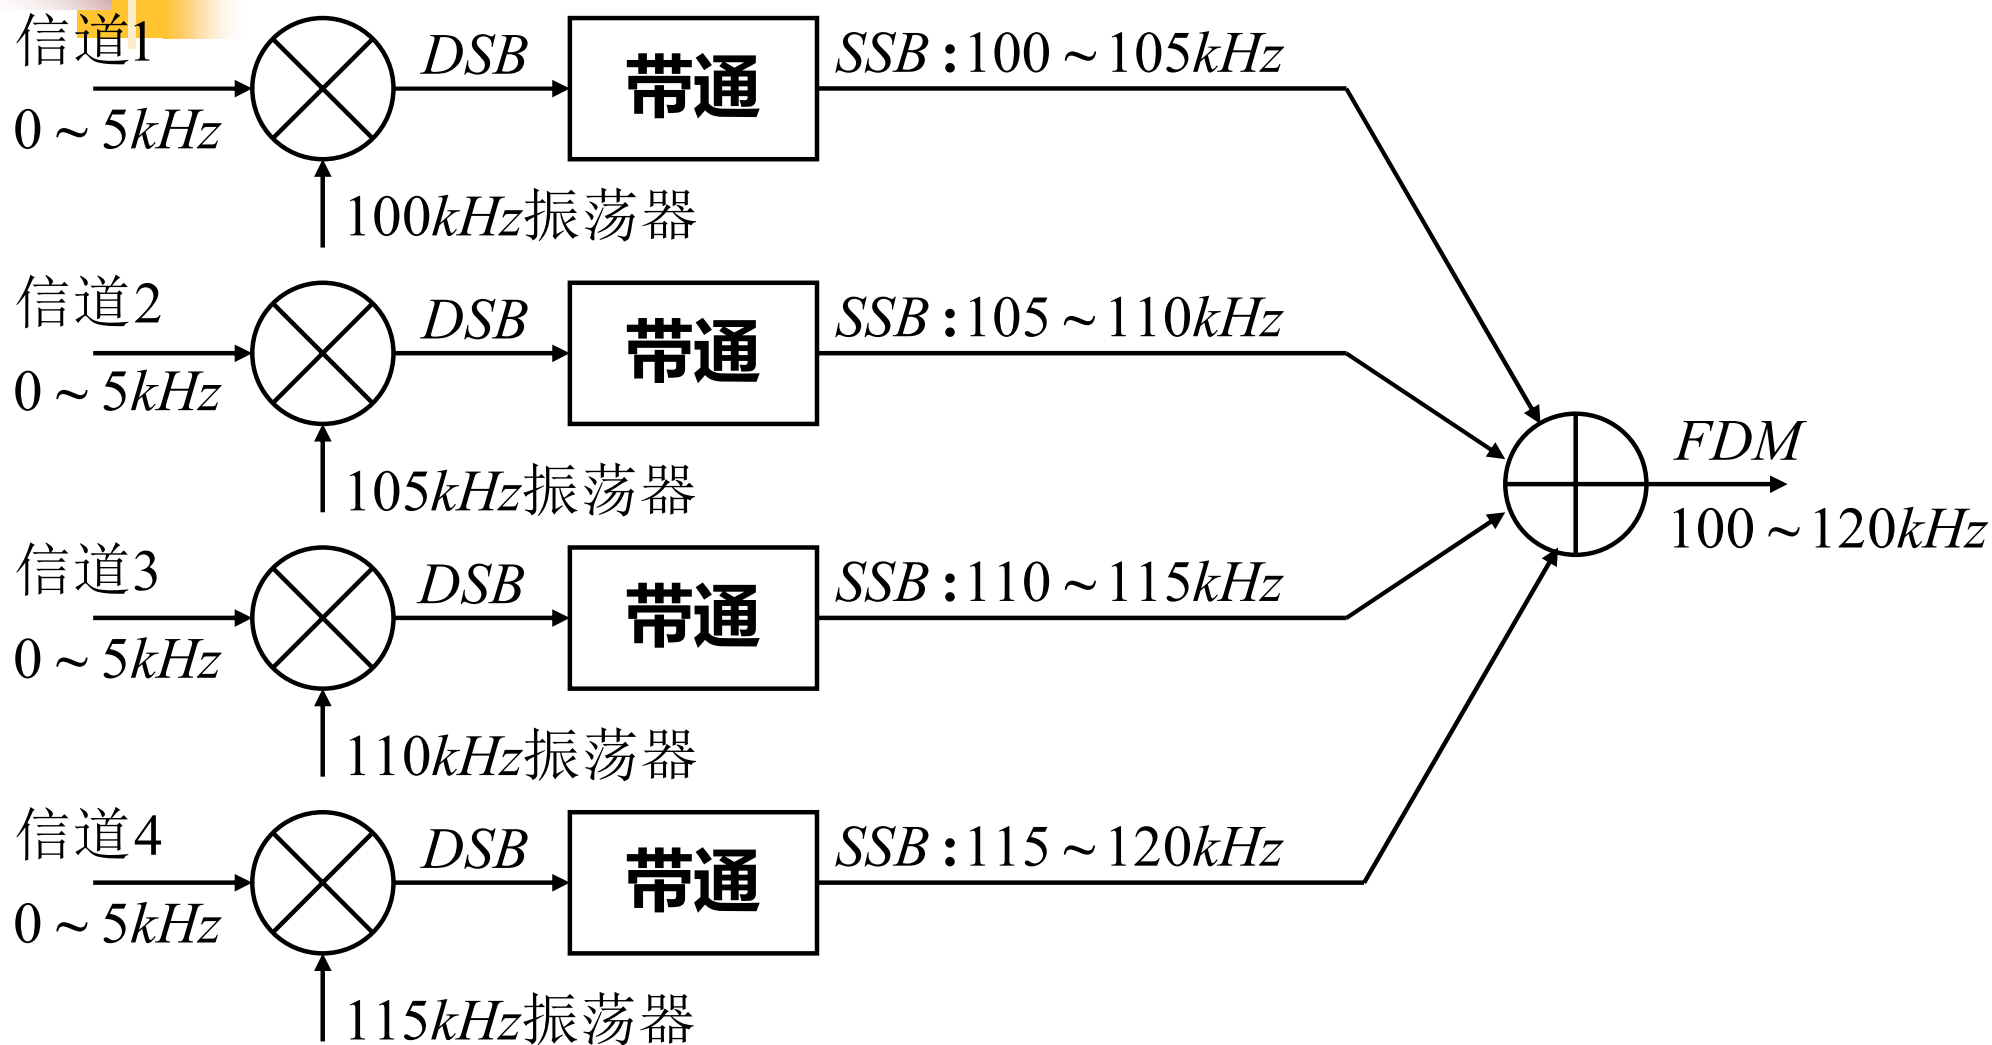 信道1
0 ~ 5kHz
DSB
带通
SSB :100 ~ 105kHz
100kHz振荡器
信道2
0 ~ 5kHz
DSB
带通
SSB :105 ~ 110kHz
105kHz振荡器
信道3
0 ~ 5kHz
DSB
带通
SSB :110 ~ 115kHz
110kHz振荡器
信道4
0 ~ 5kHz
DSB
带通
SSB :115 ~ 120kHz
115kHz振荡器
FDM
100 ~ 120kHz